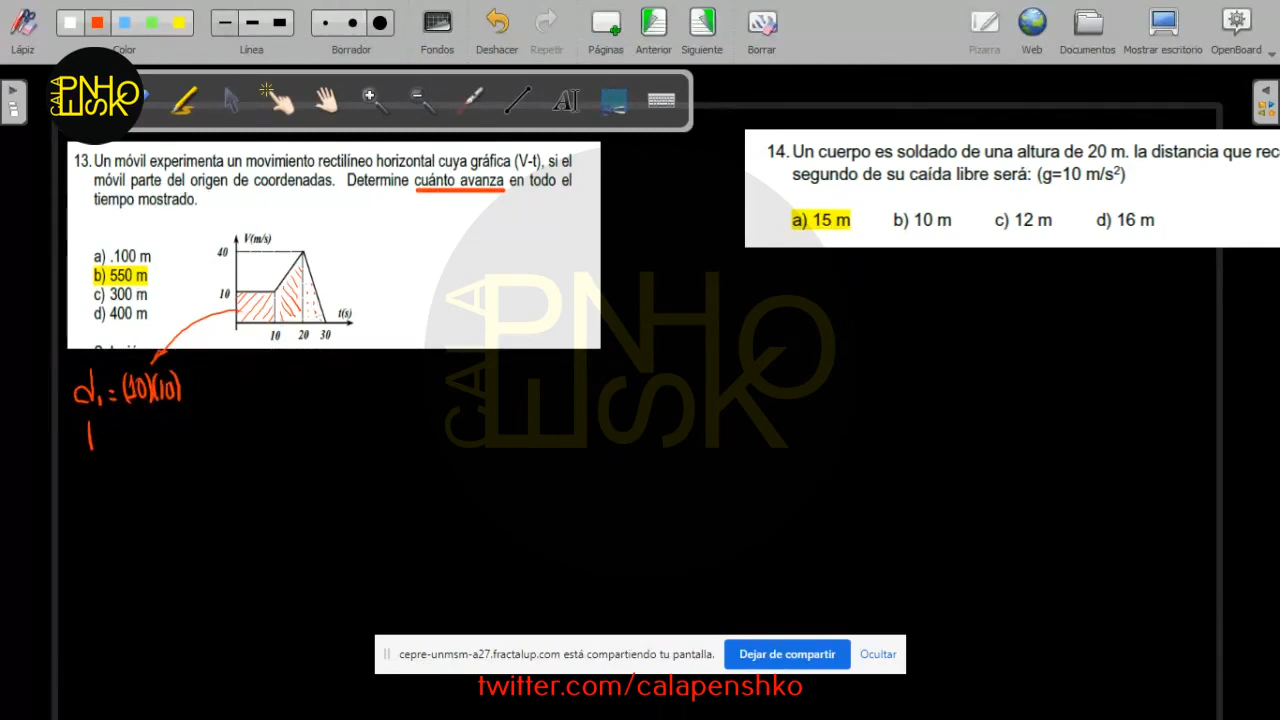 Lápiz Color Línea Borrador Fondos Deshacer Repetir Páginas Anterior Siguiente Borrar Pizarra Web Documentos Mostrar escritorio OpenBoard
CALA PENSHKO
13. Un móvil experimenta un movimiento rectilíneo horizontal cuya gráfica (V-t), si el
móvil parte del origen de coordenadas. Determine cuánto avanza en todo el
tiempo mostrado.
a) .100 m
b) 550 m
c) 300 m
d) 400 m
V(m/s)
40
10
t(s)
10 20 30
d₁ = (10)(10)
14. Un cuerpo es soldado de una altura de 20 m. la distancia que rec
segundo de su caída libre será: (g=10 m/s²)
a) 15 m b) 10 m c) 12 m d) 16 m
CALA PENSHKO
cepre-unmsm-a27.fractalup.com está compartiendo tu pantalla. Dejar de compartir Ocultar
twitter.com/calapenshko